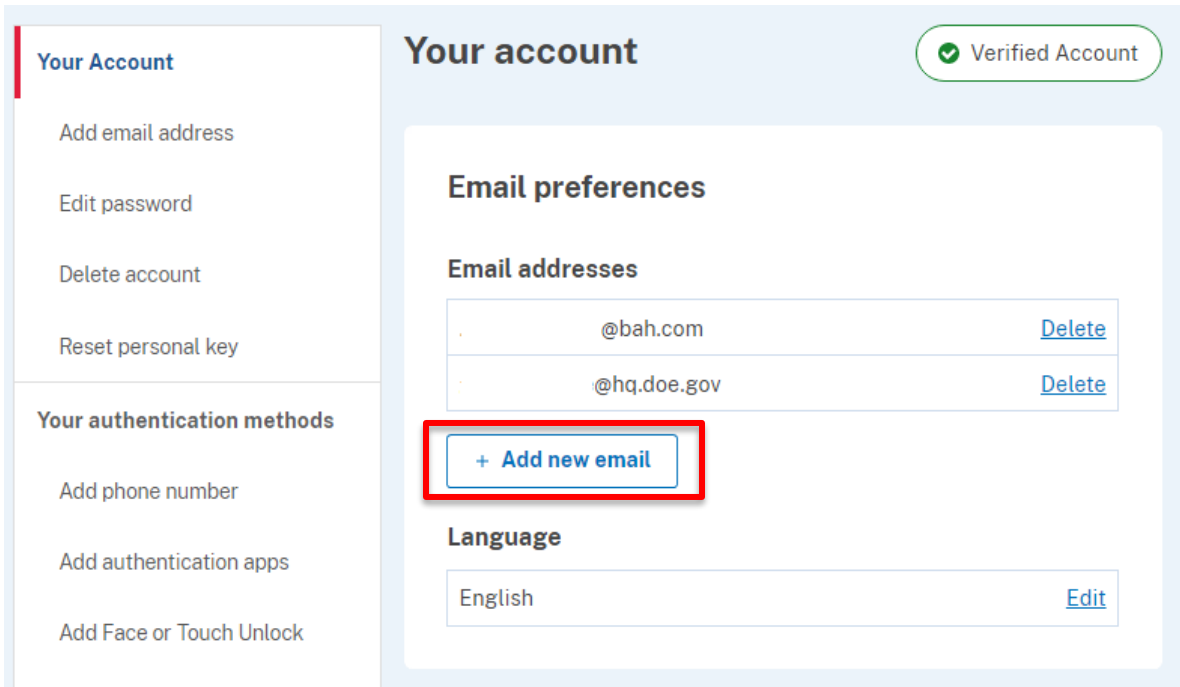 Your Account
Add email address
Edit password
Delete account
Reset personal key
Your authentication methods
Add phone number
Add authentication apps
Add Face or Touch Unlock
Your account
Verified Account
Email preferences
Email addresses
@bah.com Delete
@hq.doe.gov Delete
+ Add new email
Language
English Edit